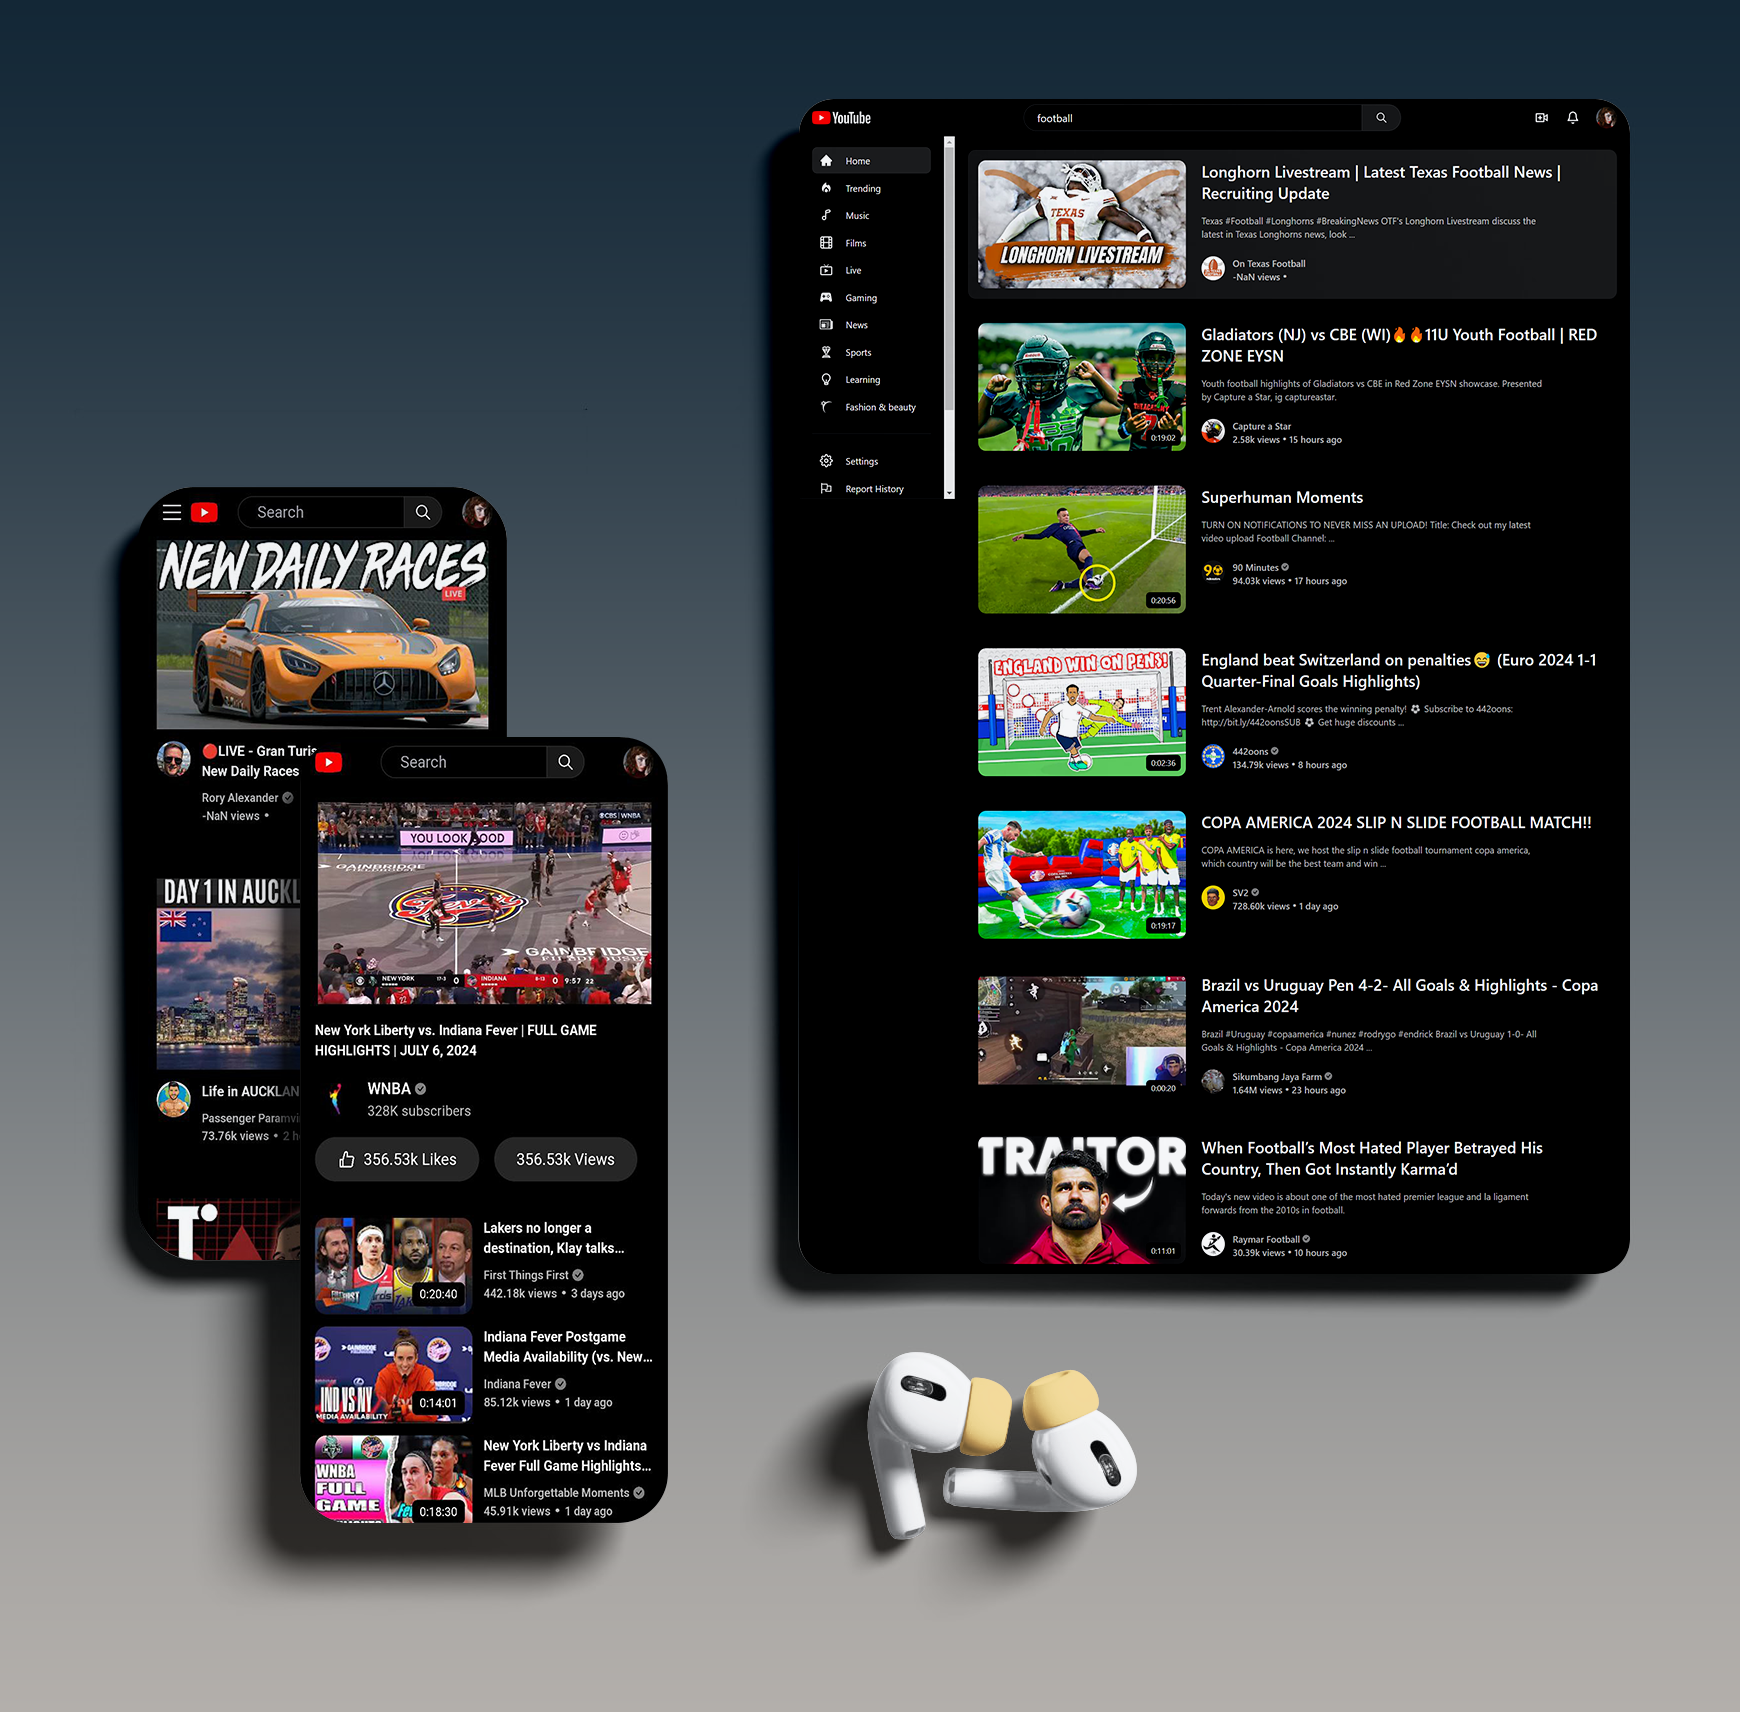 Search
NEW DAILY RACES
LIVE
🔴LIVE - Gran Turis
New Daily Races
Rory Alexander
-NaN views •
DAY 1 IN AUCKL
Life in AUCKLAN
Passenger Paramvi
73.76k views • 2 h
Search
CBS | WNBA
YOU LOOK GOOD
GAINBRIDGE
FIELDHOUSE
GAINBRIDGE
FIELDHOUSE
NEW YORK 17-3 0 INDIANA 8-13 0 9:57 22
New York Liberty vs. Indiana Fever | FULL GAME
HIGHLIGHTS | JULY 6, 2024
WNBA
328K subscribers
356.53k Likes
356.53k Views
FIRST
0:20:40
Lakers no longer a
destination, Klay talks...
First Things First
442.18k views • 3 days ago
IND VS NY
MEDIA AVAILABILITY
0:14:01
Indiana Fever Postgame
Media Availability (vs. New...
Indiana Fever
85.12k views • 1 day ago
WNBA
FULL
GAME
0:18:30
New York Liberty vs Indiana
Fever Full Game Highlights...
MLB Unforgettable Moments
45.91k views • 1 day ago
YouTube
football
Home
Trending
Music
Films
Live
Gaming
News
Sports
Learning
Fashion & beauty
Settings
Report History
TEXAS
0
LONGHORN LIVESTREAM
Longhorn Livestream | Latest Texas Football News |
Recruiting Update
Texas #Football #Longhorns #BreakingNews OTF's Longhorn Livestream discuss the
latest in Texas Longhorns news, look ...
On Texas Football
-NaN views •
0:19:02
Gladiators (NJ) vs CBE (WI)🔥🔥11U Youth Football | RED
ZONE EYSN
Youth football highlights of Gladiators vs CBE in Red Zone EYSN showcase. Presented
by Capture a Star, ig captureastar.
Capture a Star
2.58k views • 15 hours ago
0:20:56
Superhuman Moments
TURN ON NOTIFICATIONS TO NEVER MISS AN UPLOAD! Title: Check out my latest
video upload Football Channel: ...
90 Minutes
94.03k views • 17 hours ago
ENGLAND WIN ON PENS!
0:02:36
England beat Switzerland on penalties😅 (Euro 2024 1-1
Quarter-Final Goals Highlights)
Trent Alexander-Arnold scores the winning penalty! ⚽ Subscribe to 442oons:
http://bit.ly/442oonsSUB ⚽ Get huge discounts ...
442oons
134.79k views • 8 hours ago
0:19:17
COPA AMERICA 2024 SLIP N SLIDE FOOTBALL MATCH!!
COPA AMERICA is here, we host the slip n slide football tournament copa america,
which country will be the best team and win ...
SV2
728.60k views • 1 day ago
0:00:20
Brazil vs Uruguay Pen 4-2- All Goals & Highlights - Copa
America 2024
Brazil #Uruguay #copaamerica #nunez #rodrygo #endrick Brazil vs Uruguay 1-0- All
Goals & Highlights - Copa America 2024 ...
Sikumbang Jaya Farm
1.64M views • 23 hours ago
TRAITOR
0:11:01
When Football's Most Hated Player Betrayed His
Country, Then Got Instantly Karma'd
Today's new video is about one of the most hated premier league and la ligament
forwards from the 2010s in football.
Raymar Football
30.39k views • 10 hours ago